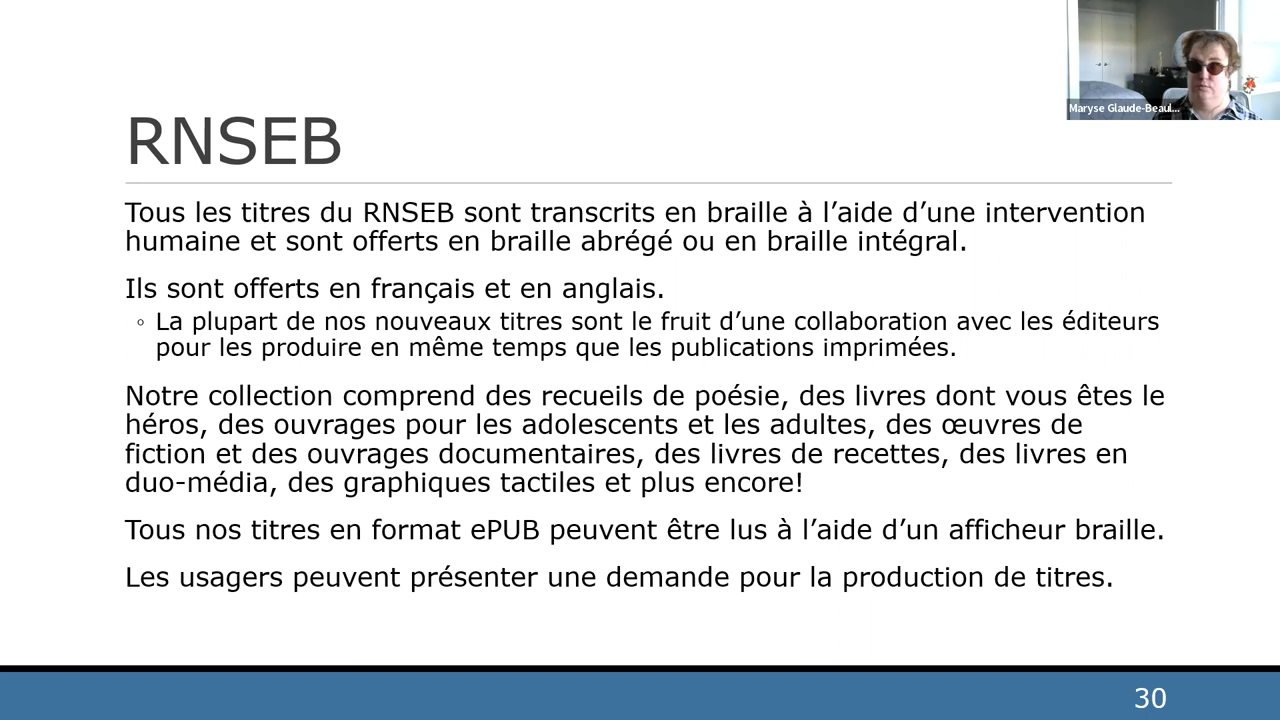 Maryse Glaude-Beaul...
RNSEB
Tous les titres du RNSEB sont transcrits en braille à l’aide d’une intervention
humaine et sont offerts en braille abrégé ou en braille intégral.
Ils sont offerts en français et en anglais.
◦ La plupart de nos nouveaux titres sont le fruit d’une collaboration avec les éditeurs
pour les produire en même temps que les publications imprimées.
Notre collection comprend des recueils de poésie, des livres dont vous êtes le
héros, des ouvrages pour les adolescents et les adultes, des œuvres de
fiction et des ouvrages documentaires, des livres de recettes, des livres en
duo-média, des graphiques tactiles et plus encore!
Tous nos titres en format ePUB peuvent être lus à l’aide d’un afficheur braille.
Les usagers peuvent présenter une demande pour la production de titres.
30